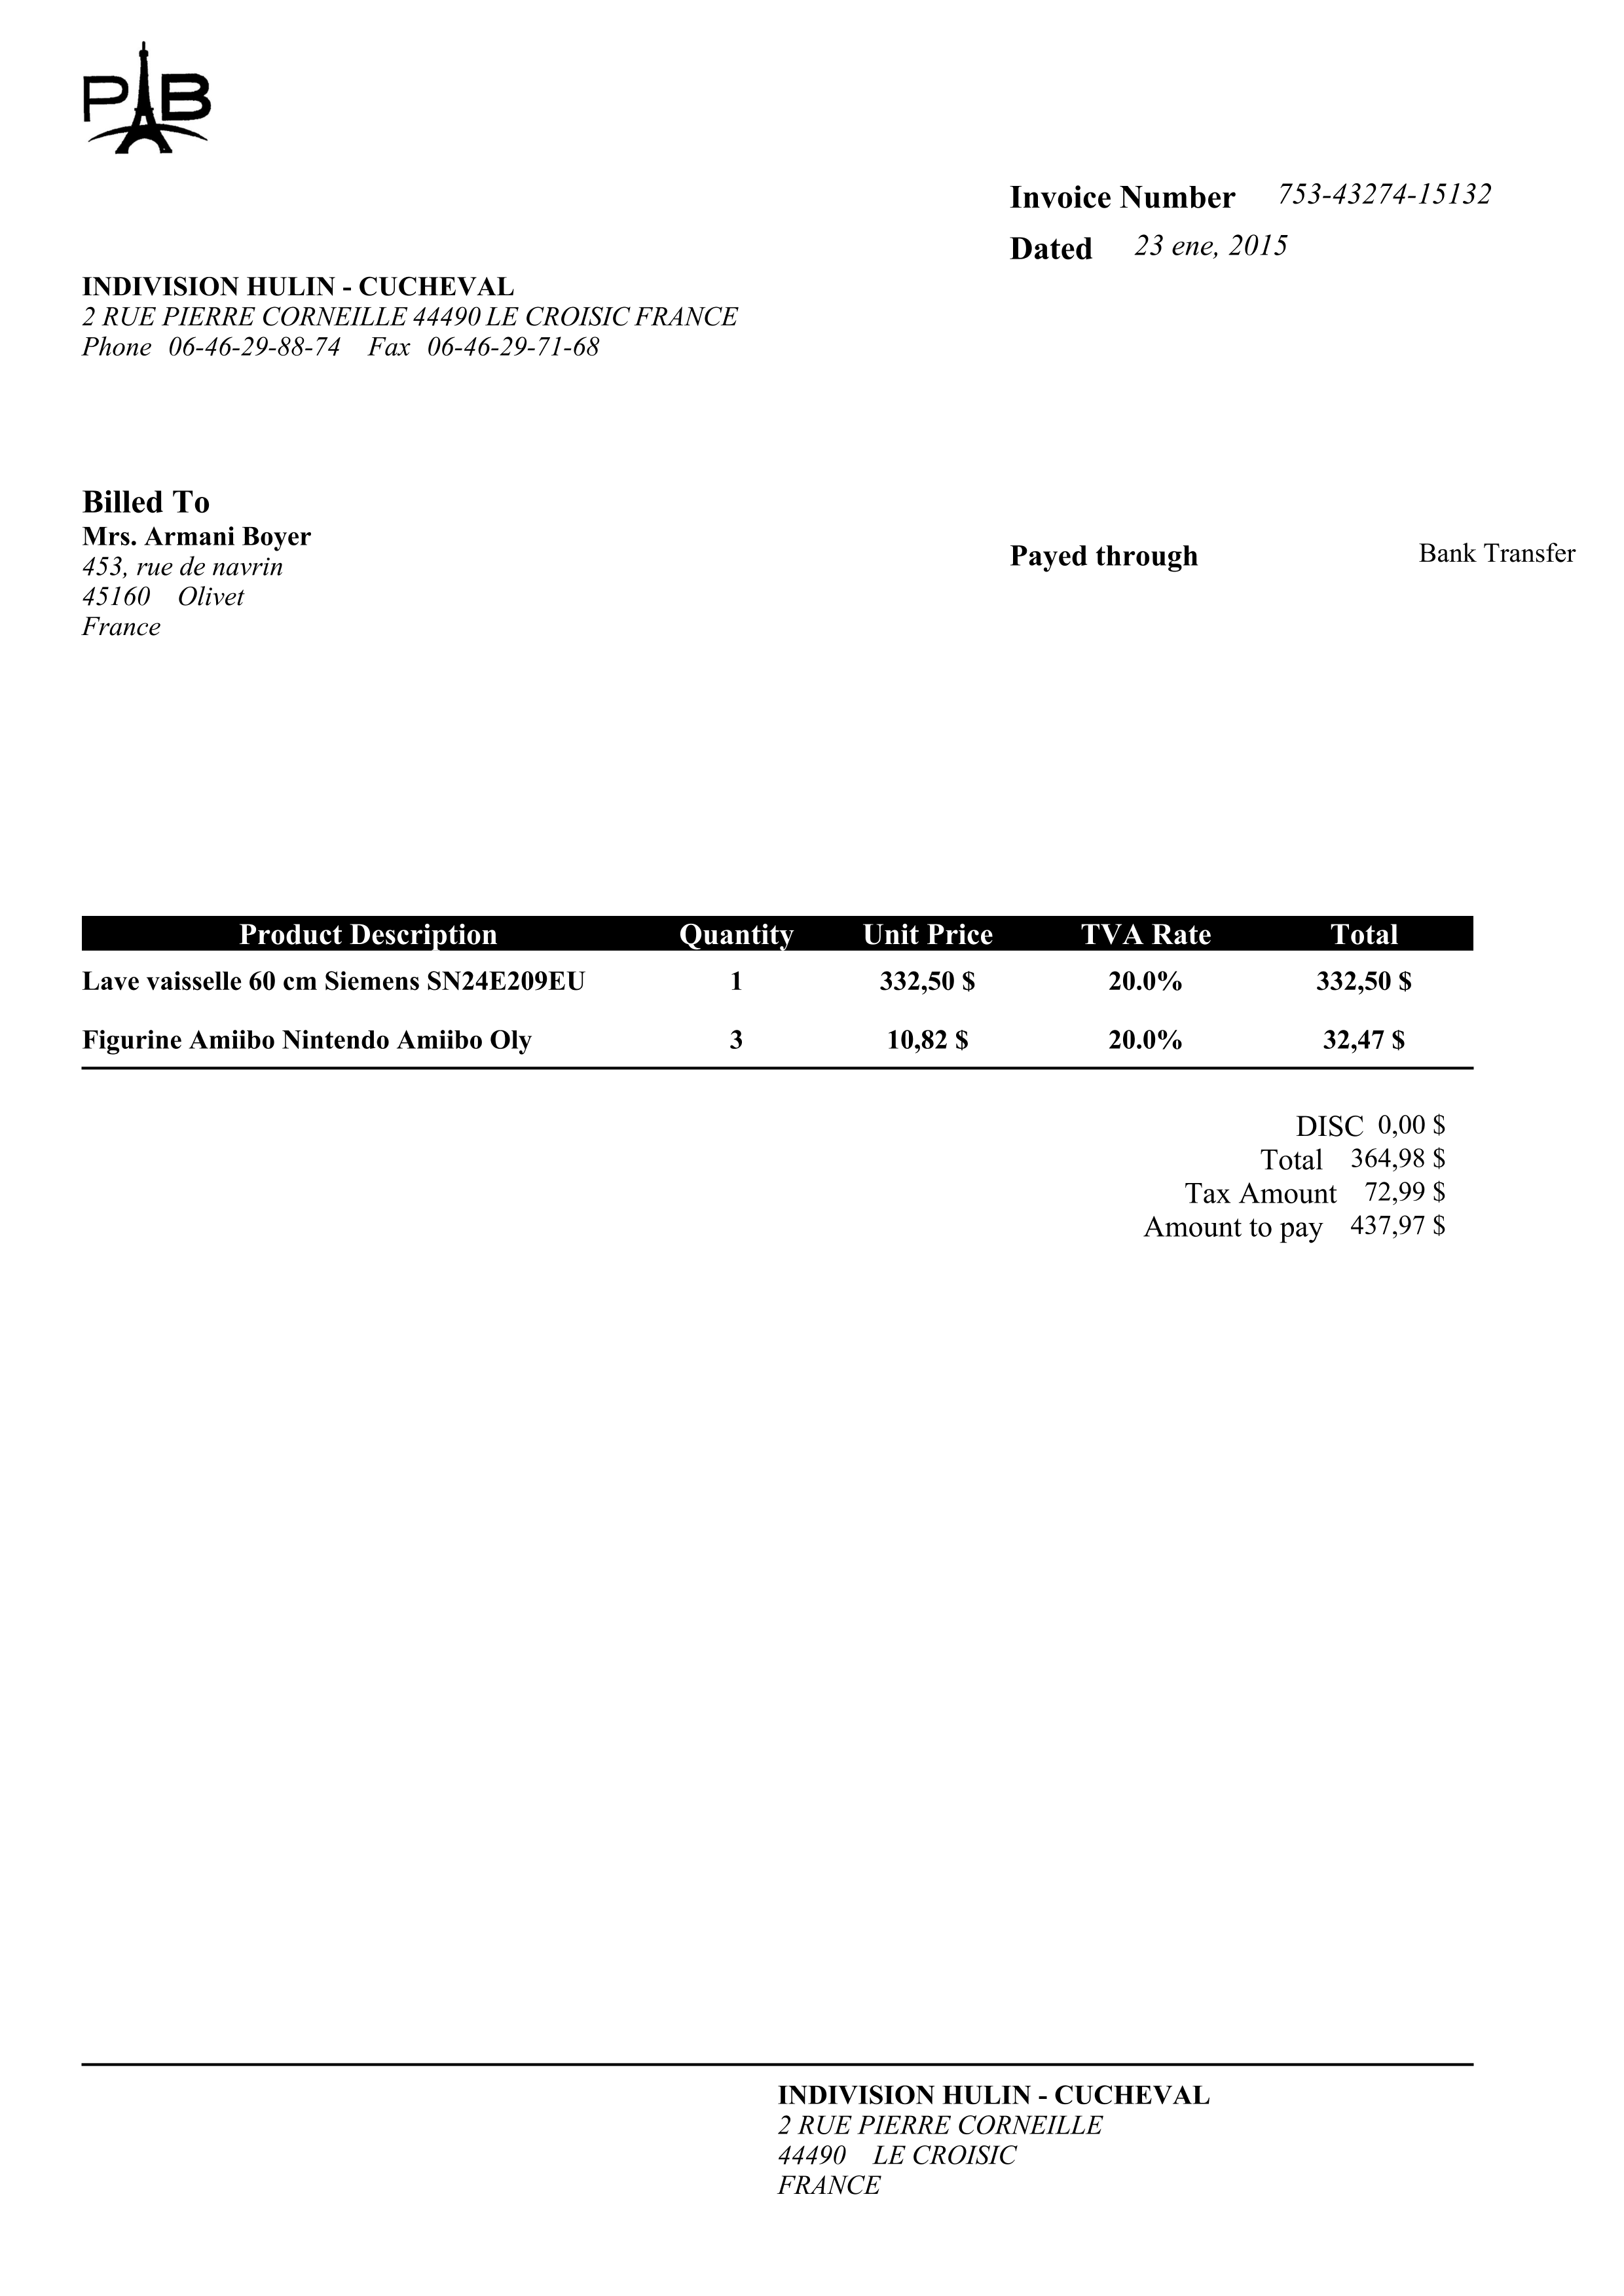 P B
Invoice Number 753-43274-15132
Dated 23 ene, 2015
INDIVISION HULIN - CUCHEVAL
2 RUE PIERRE CORNEILLE 44490 LE CROISIC FRANCE
Phone 06-46-29-88-74 Fax 06-46-29-71-68
Billed To
Mrs. Armani Boyer
453, rue de navrin
45160 Olivet
France
Payed through Bank Transfer
Product Description Quantity Unit Price TVA Rate Total
Lave vaisselle 60 cm Siemens SN24E209EU 1 332,50 $ 20.0% 332,50 $
Figurine Amiibo Nintendo Amiibo Oly 3 10,82 $ 20.0% 32,47 $
DISC 0,00 $
Total 364,98 $
Tax Amount 72,99 $
Amount to pay 437,97 $
INDIVISION HULIN - CUCHEVAL
2 RUE PIERRE CORNEILLE
44490 LE CROISIC
FRANCE